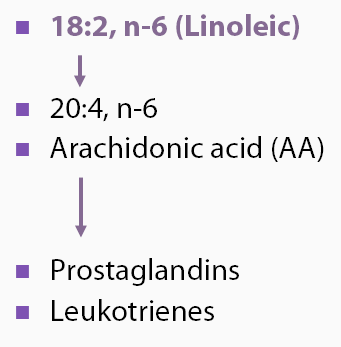 18:2, n-6 (Linoleic)
20:4, n-6
Arachidonic acid (AA)
Prostaglandins
Leukotrienes